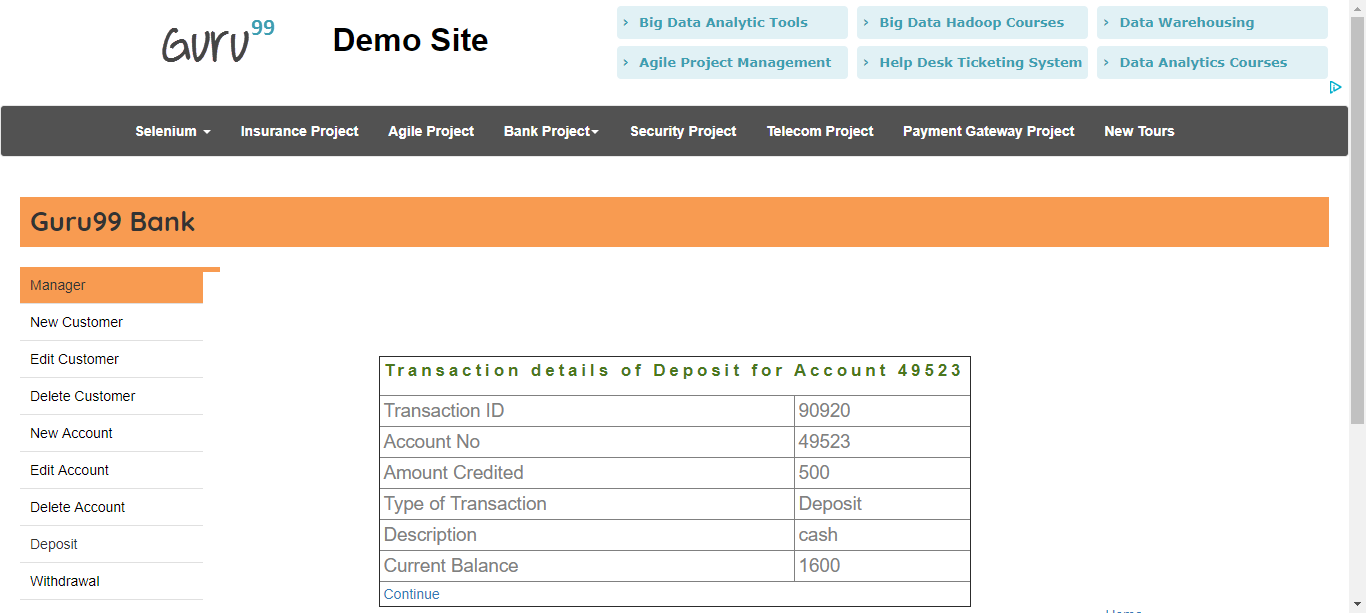 Guru99 Demo Site
› Big Data Analytic Tools › Big Data Hadoop Courses › Data Warehousing
› Agile Project Management › Help Desk Ticketing System › Data Analytics Courses
Selenium Insurance Project Agile Project Bank Project Security Project Telecom Project Payment Gateway Project New Tours
Guru99 Bank
Manager
New Customer
Edit Customer
Delete Customer
New Account
Edit Account
Delete Account
Deposit
Withdrawal
Transaction details of Deposit for Account 49523
Transaction ID 90920
Account No 49523
Amount Credited 500
Type of Transaction Deposit
Description cash
Current Balance 1600
Continue